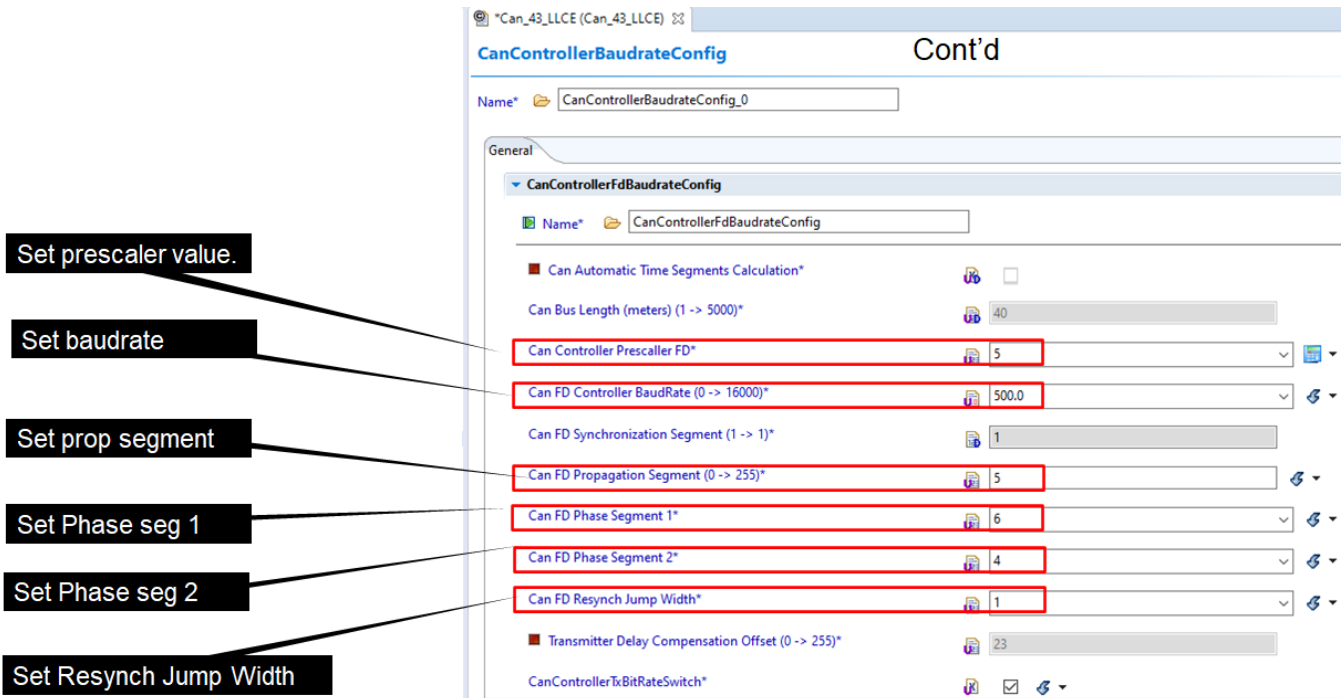 *Can_43_LLCE (Can_43_LLCE)
CanControllerBaudrateConfig
Cont’d
Name*
CanControllerBaudrateConfig_0
General
CanControllerFdBaudrateConfig
Name*
CanControllerFdBaudrateConfig
Set prescaler value.
Can Automatic Time Segments Calculation*
Can Bus Length (meters) (1 -> 5000)*
40
Set baudrate
Can Controller Prescaller FD*
5
Can FD Controller BaudRate (0 -> 16000)*
500.0
Set prop segment
Can FD Synchronization Segment (1 -> 1)*
1
Can FD Propagation Segment (0 -> 255)*
5
Set Phase seg 1
Can FD Phase Segment 1*
6
Set Phase seg 2
Can FD Phase Segment 2*
4
Can FD Resynch Jump Width*
1
Set Resynch Jump Width
Transmitter Delay Compensation Offset (0 -> 255)*
23
CanControllerTxBitRateSwitch*